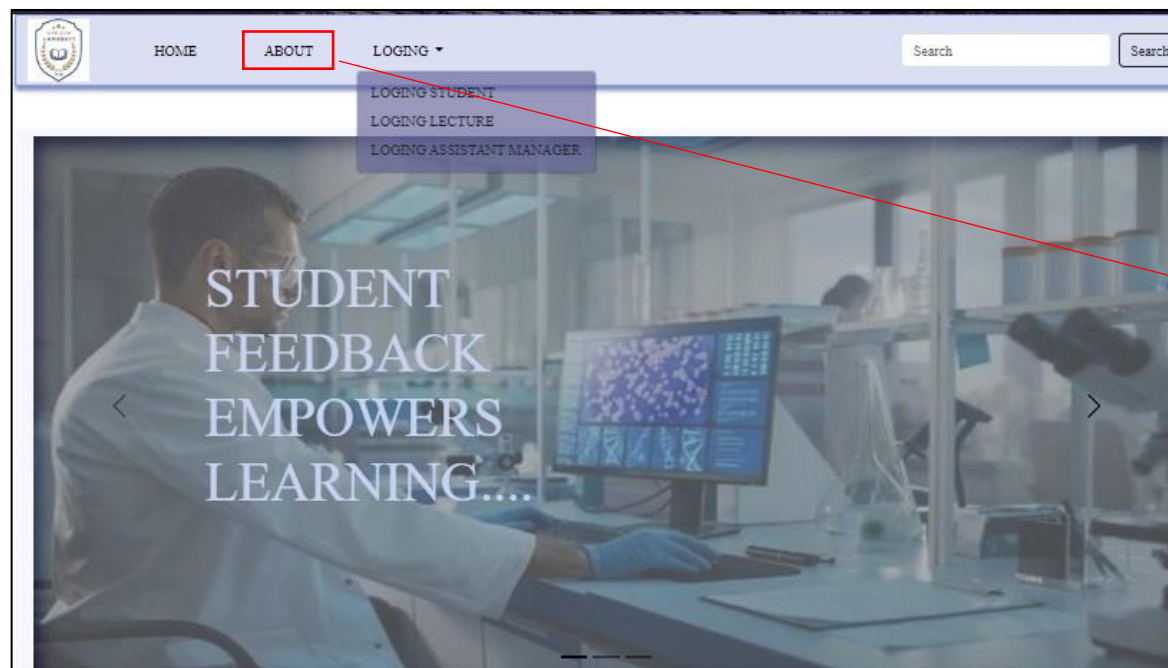 HOME
ABOUT
LOGING
Search
Search
LOGING STUDENT
LOGING LECTURE
LOGING ASSISTANT MANAGER
STUDENT
FEEDBACK
EMPOWERS
LEARNING....